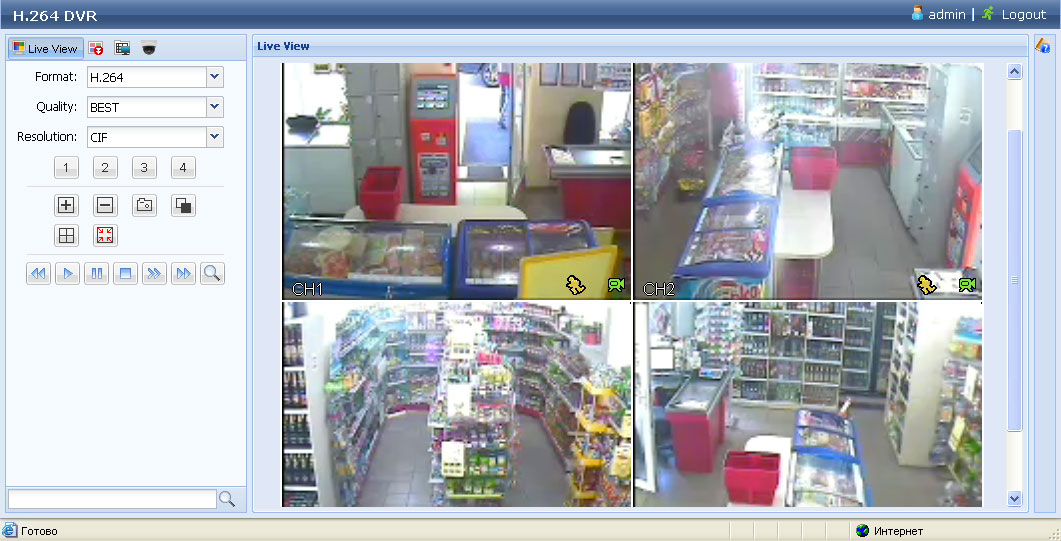 H.264 DVR
admin | Logout
Live View
Live View
Format: H.264
Quality: BEST
Resolution: CIF
1 2 3 4
CH1
CH2
Готово
Интернет